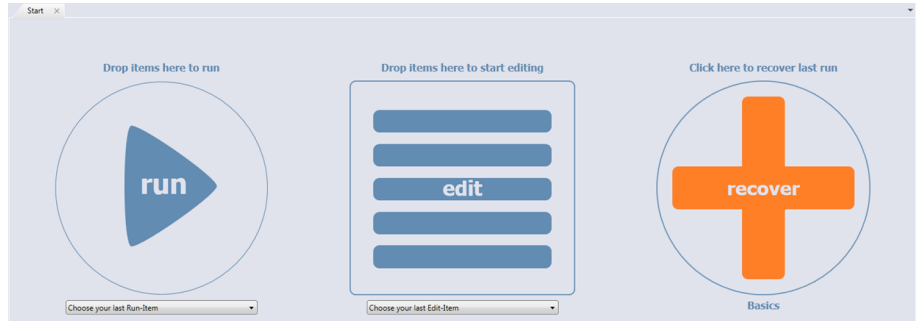 Start
Drop items here to run
Drop items here to start editing
Click here to recover last run
run
edit
recover
Choose your last Run-Item
Choose your last Edit-Item
Basics